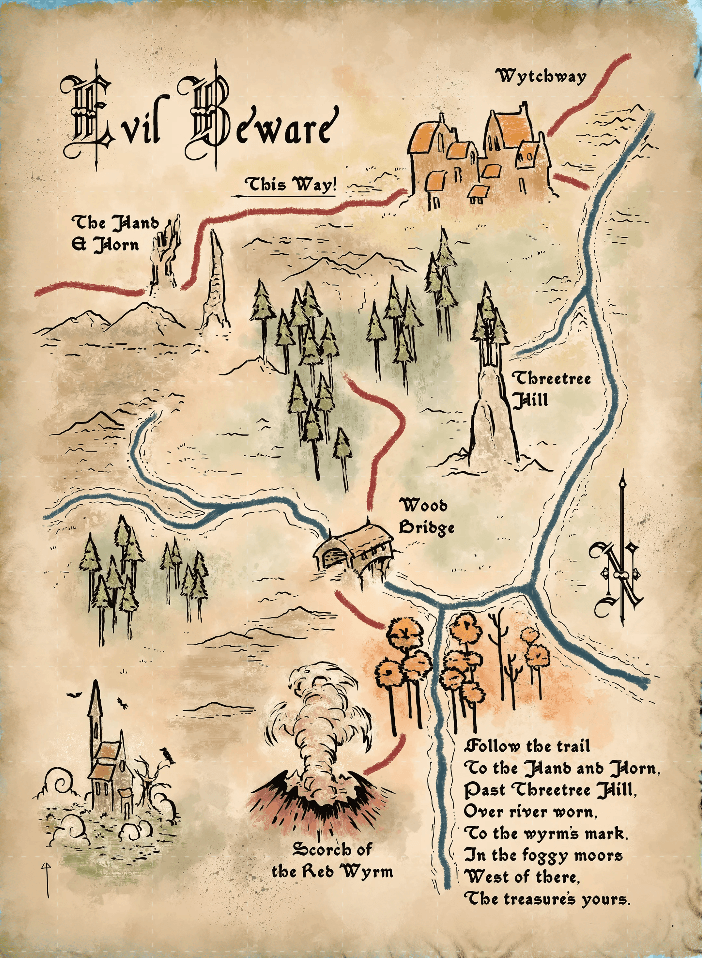 Wytchway
Evil Beware
This Way!
The Hand
& Horn
Threetree
Hill
Wood
Bridge
N
Follow the trail
To the Hand and Horn,
Past Threetree Hill,
Over river worn,
To the wyrm's mark,
In the foggy moors
West of there,
The treasure's yours.
Scorch of
the Red Wyrm